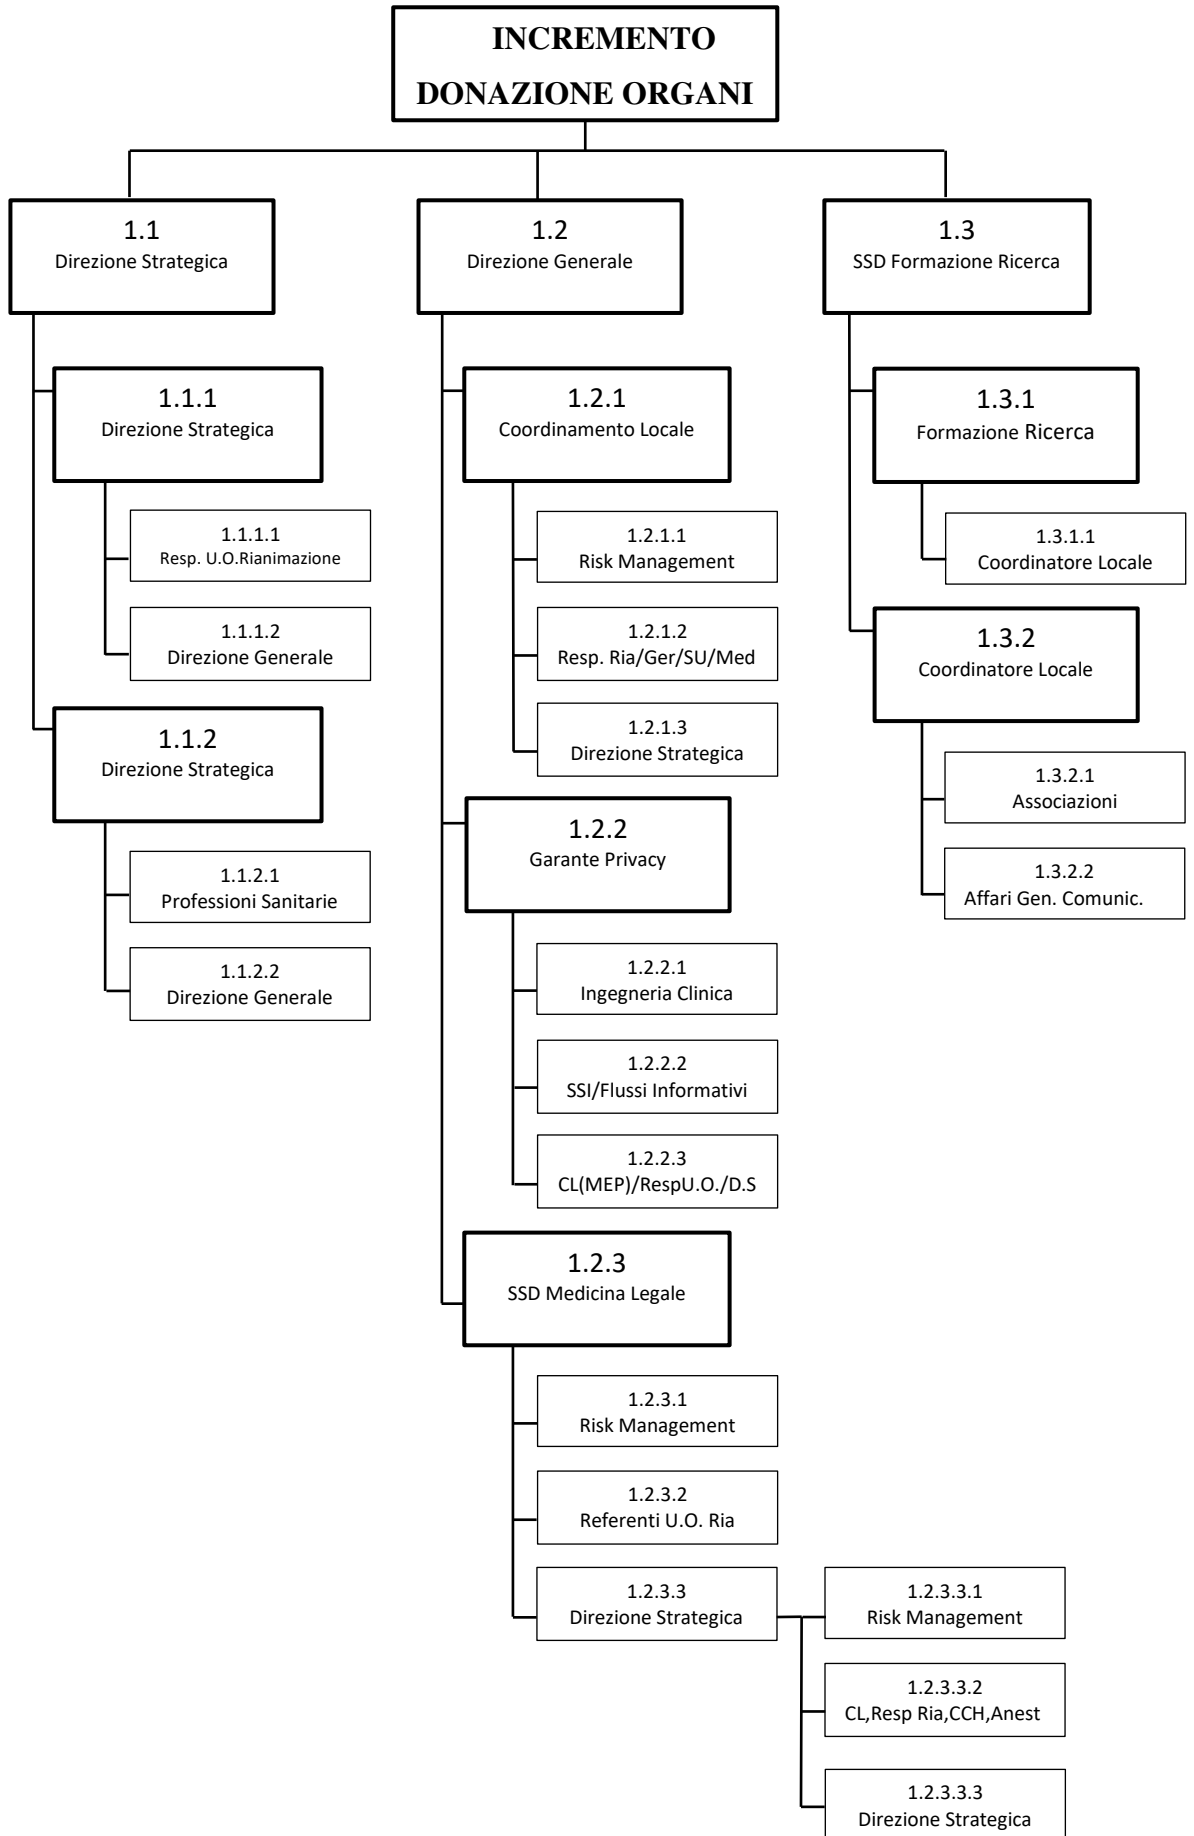 INCREMENTO
DONAZIONE ORGANI
1.1
Direzione Strategica
1.1.1
Direzione Strategica
1.1.1.1
Resp. U.O.Rianimazione
1.1.1.2
Direzione Generale
1.1.2
Direzione Strategica
1.1.2.1
Professioni Sanitarie
1.1.2.2
Direzione Generale
1.2
Direzione Generale
1.2.1
Coordinamento Locale
1.2.1.1
Risk Management
1.2.1.2
Resp. Ria/Ger/SU/Med
1.2.1.3
Direzione Strategica
1.2.2
Garante Privacy
1.2.2.1
Ingegneria Clinica
1.2.2.2
SSI/Flussi Informativi
1.2.2.3
CL(MEP)/RespU.O./D.S
1.2.3
SSD Medicina Legale
1.2.3.1
Risk Management
1.2.3.2
Referenti U.O. Ria
1.2.3.3
Direzione Strategica
1.2.3.3.1
Risk Management
1.2.3.3.2
CL,Resp Ria,CCH,Anest
1.2.3.3.3
Direzione Strategica
1.3
SSD Formazione Ricerca
1.3.1
Formazione Ricerca
1.3.1.1
Coordinatore Locale
1.3.2
Coordinatore Locale
1.3.2.1
Associazioni
1.3.2.2
Affari Gen. Comunic.